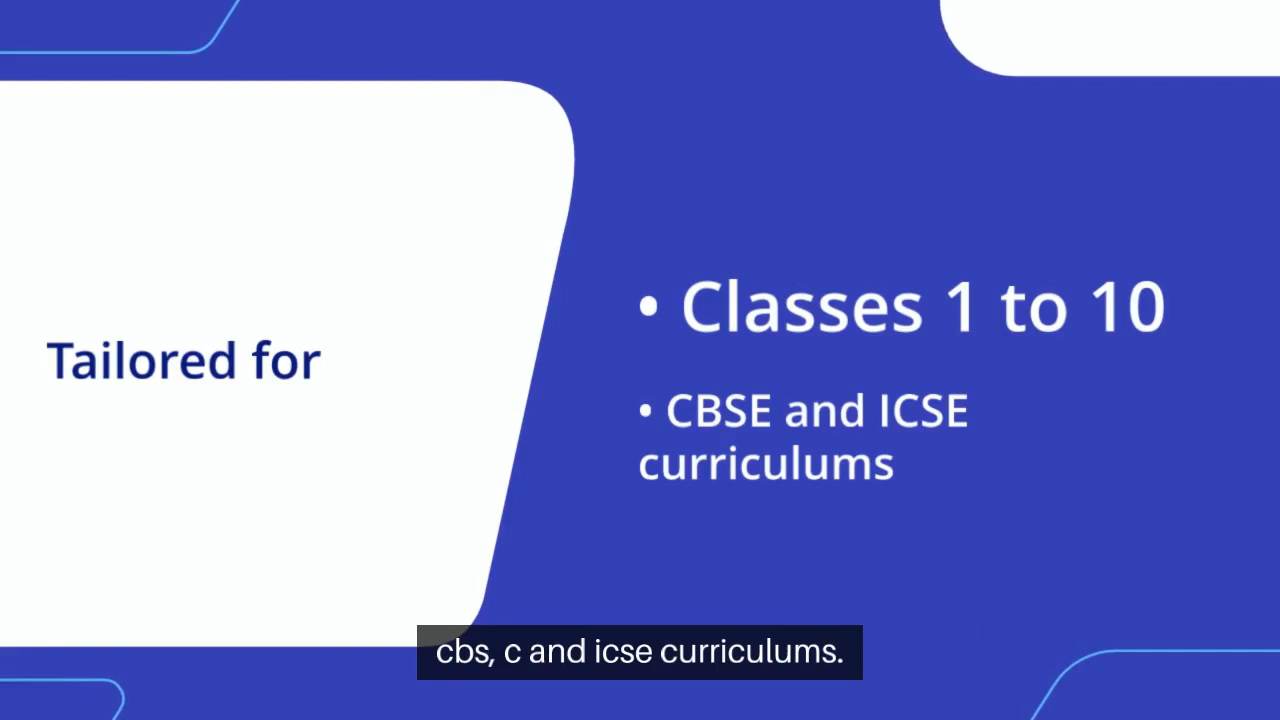 Tailored for
• Classes 1 to 10
• CBSE and ICSE
curriculums
cbs, c and icse curriculums.